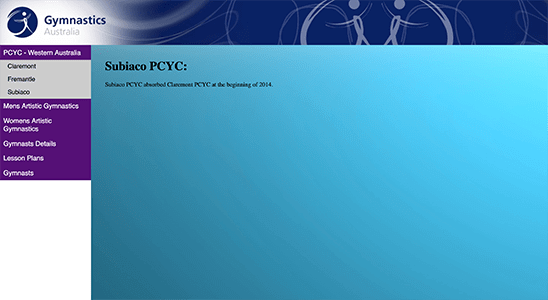 Gymnastics
Australia
PCYC - Western Australia
Claremont
Fremantle
Subiaco
Mens Artistic Gymnastics
Womens Artistic
Gymnastics
Gymnasts Details
Lesson Plans
Gymnasts
Subiaco PCYC:
Subiaco PCYC absorbed Claremont PCYC at the beginning of 2014.